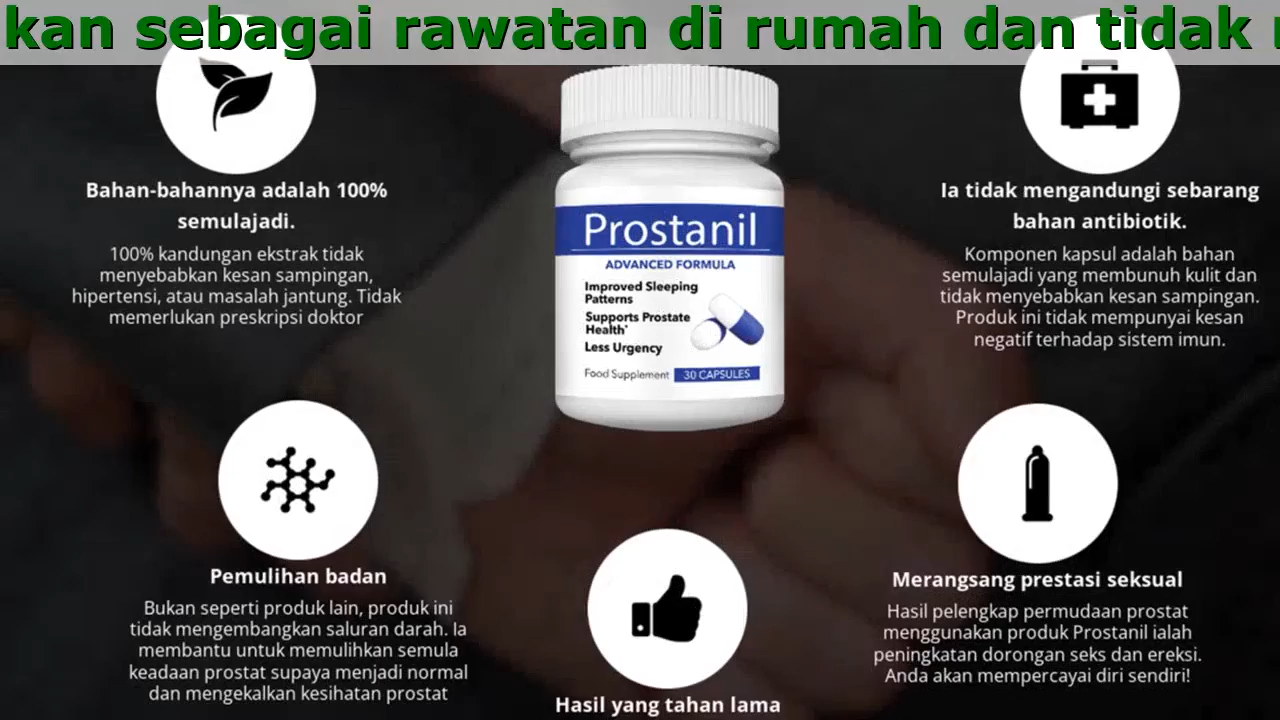 kan sebagai rawatan di rumah dan tidak
Bahan-bahannya adalah 100%
semulajadi.
100% kandungan ekstrak tidak
menyebabkan kesan sampingan,
hipertensi, atau masalah jantung. Tidak
memerlukan preskripsi doktor
Prostanil
ADVANCED FORMULA
Improved Sleeping
Patterns
Supports Prostate
Health*
Less Urgency
Food Supplement 30 CAPSULES
Ia tidak mengandungi sebarang
bahan antibiotik.
Komponen kapsul adalah bahan
semulajadi yang membunuh kulit dan
tidak menyebabkan kesan sampingan.
Produk ini tidak mempunyai kesan
negatif terhadap sistem imun.
Pemulihan badan
Bukan seperti produk lain, produk ini
tidak mengembangkan saluran darah. Ia
membantu untuk memulihkan semula
keadaan prostat supaya menjadi normal
dan mengekalkan kesihatan prostat
Hasil yang tahan lama
Merangsang prestasi seksual
Hasil pelengkap permudaan prostat
menggunakan produk Prostanil ialah
peningkatan dorongan seks dan ereksi.
Anda akan mempercayai diri sendiri!